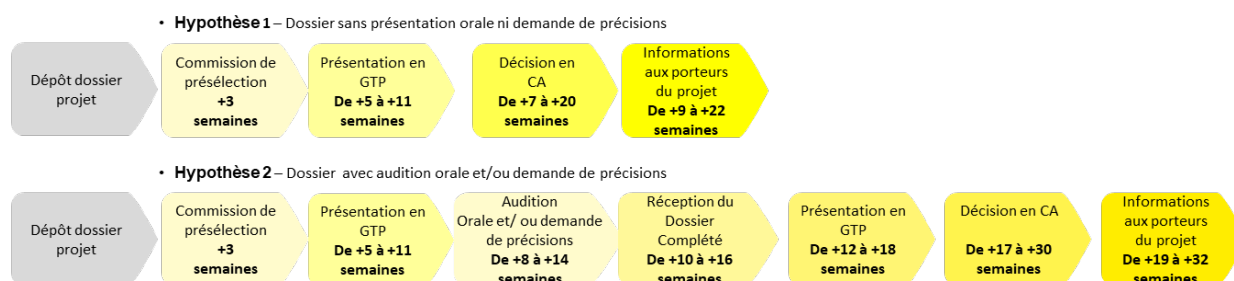 • Hypothèse 1 – Dossier sans présentation orale ni demande de précisions
Dépôt dossier
projet
Commission de
présélection
+3
semaines
Présentation en
GTP
De +5 à +11
semaines
Décision en
CA
De +7 à +20
semaines
Informations
aux porteurs
du projet
De +9 à +22
semaines
• Hypothèse 2 – Dossier avec audition orale et/ou demande de précisions
Dépôt dossier
projet
Commission de
présélection
+3
semaines
Présentation en
GTP
De +5 à +11
semaines
Audition
Orale et/ ou demande
de précisions
De +8 à +14
semaines
Réception du
Dossier
Complété
De +10 à +16
semaines
Présentation en
GTP
De +12 à +18
semaines
Décision en CA
De +17 à +30
semaines
Informations
aux porteurs
du projet
De +19 à +32
semaines